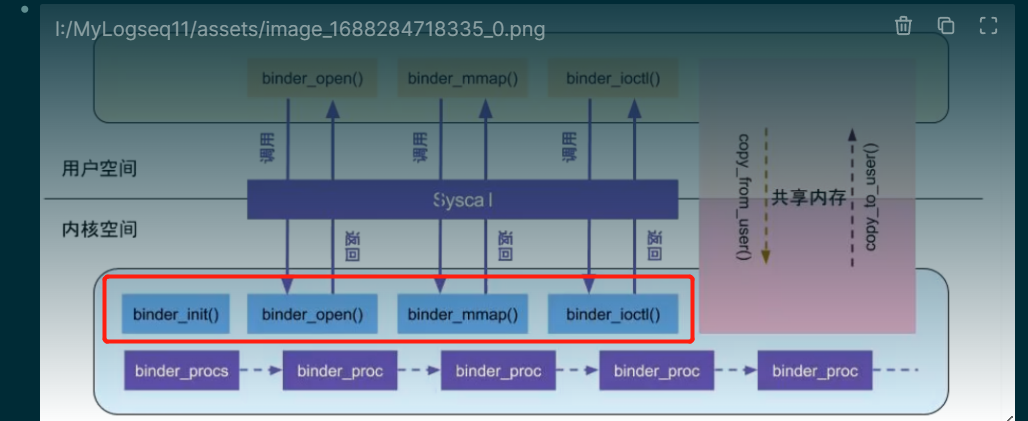 I:/MyLogseq11/assets/image_1688284718335_0.png
binder_open()
binder_mmap()
binder_ioctl()
调用
调用
调用
copy_from_user()
共享内存
copy_to_user()
用户空间
Syscall
内核空间
返回
返回
返回
binder_init()
binder_open()
binder_mmap()
binder_ioctl()
binder_procs
binder_proc
binder_proc
binder_proc
binder_proc